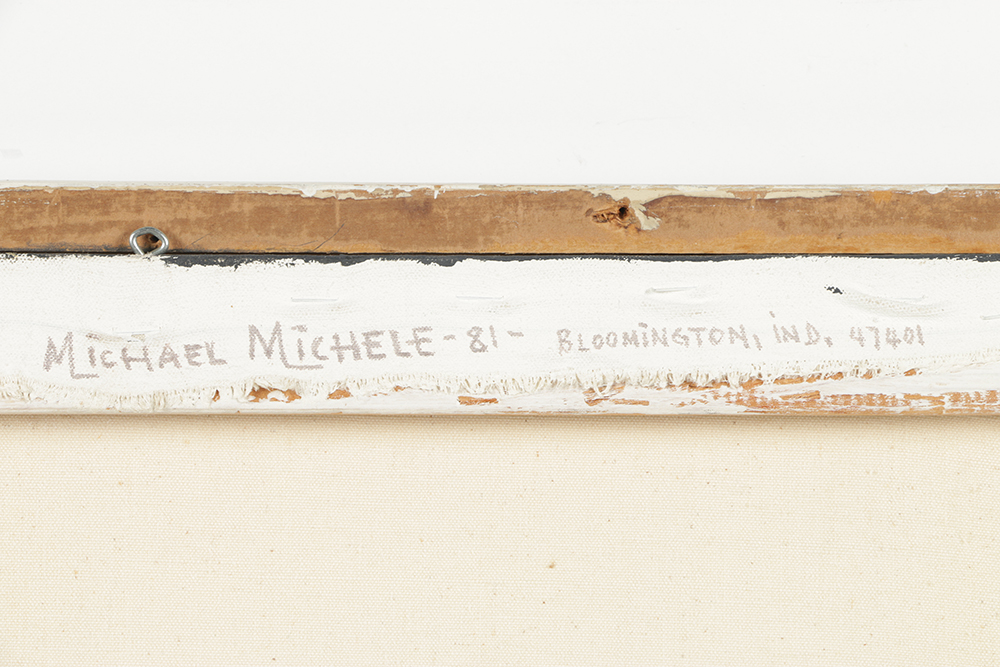 MICHAEL MICHELE - 81 - BLOOMINGTON, IND. 47401